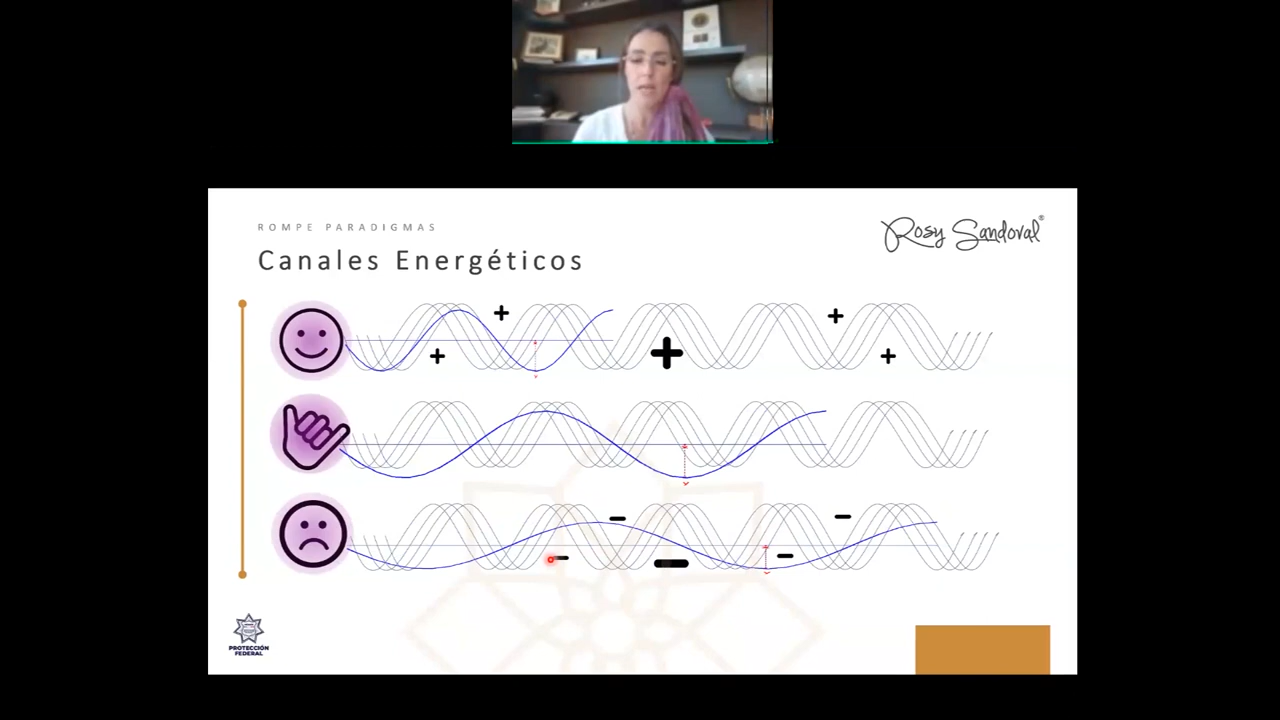 ROMPE PARADIGMAS
Rosy Sandoval®
Canales Energéticos
+
+
+
+
+
-
-
-
-
-
PROTECCIÓN
FEDERAL